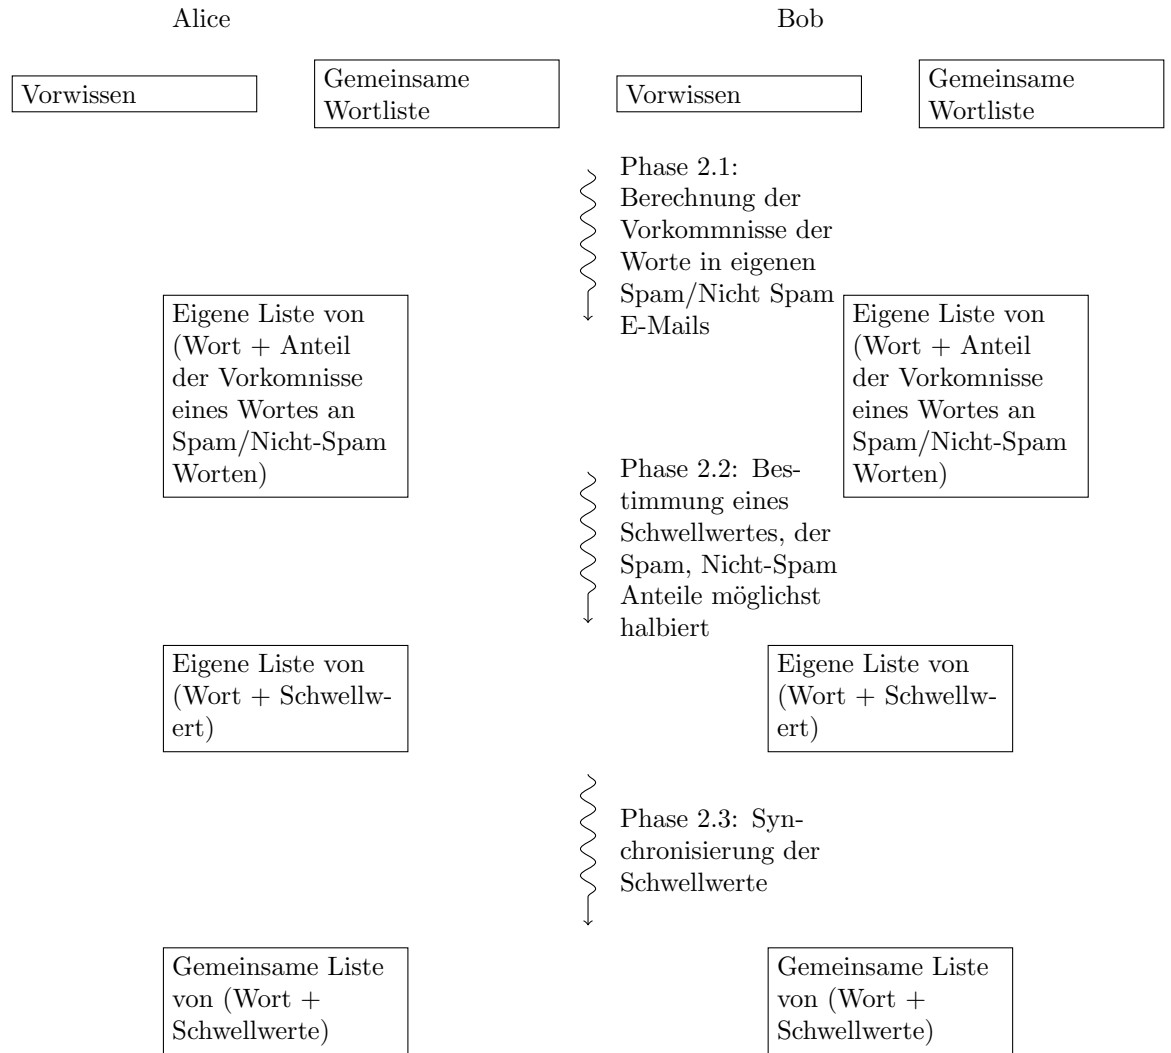 Alice
Bob
Vorwissen
Gemeinsame
Wortliste
Vorwissen
Gemeinsame
Wortliste
Phase 2.1:
Berechnung der
Vorkommnisse der
Worte in eigenen
Spam/Nicht Spam
E-Mails
Eigene Liste von
(Wort + Anteil
der Vorkomnisse
eines Wortes an
Spam/Nicht-Spam
Worten)
Eigene Liste von
(Wort + Anteil
der Vorkomnisse
eines Wortes an
Spam/Nicht-Spam
Worten)
Phase 2.2: Bes-
timmung eines
Schwellwertes, der
Spam, Nicht-Spam
Anteile möglichst
halbiert
Eigene Liste von
(Wort + Schwellw-
ert)
Eigene Liste von
(Wort + Schwellw-
ert)
Phase 2.3: Syn-
chronisierung der
Schwellwerte
Gemeinsame Liste
von (Wort +
Schwellwerte)
Gemeinsame Liste
von (Wort +
Schwellwerte)